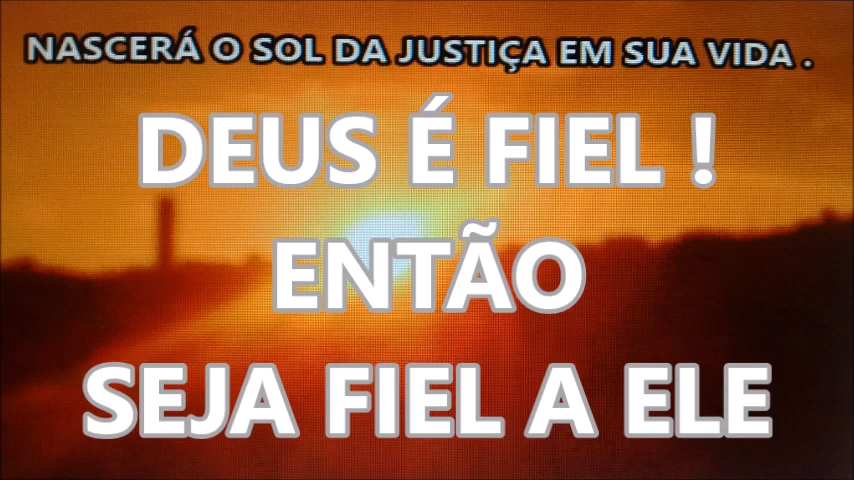 NASCERÁ O SOL DA JUSTIÇA EM SUA VIDA .
DEUS É FIEL !
ENTÃO
SEJA FIEL A ELE